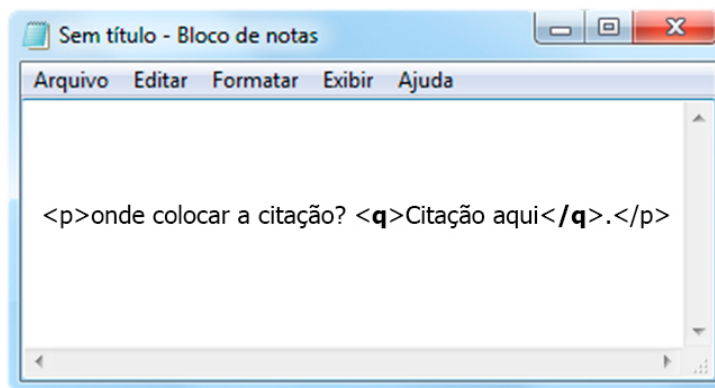 Sem título - Bloco de notas
Arquivo Editar Formatar Exibir Ajuda
<p>onde colocar a citação? <q>Citação aqui</q>.</p>